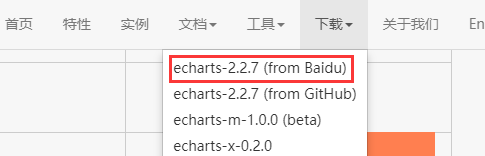 首页 特性 实例 文档 工具 下载 关于我们 En
echarts-2.2.7 (from Baidu)
echarts-2.2.7 (from GitHub)
echarts-m-1.0.0 (beta)
echarts-x-0.2.0